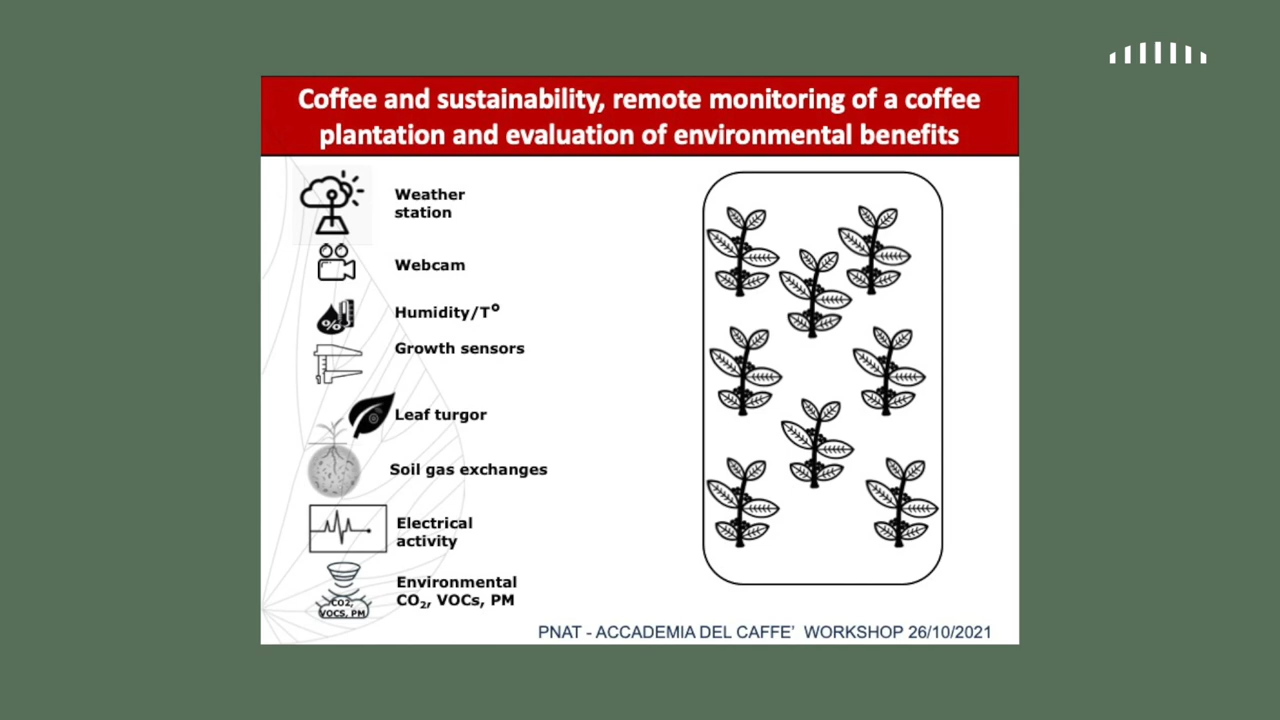 Coffee and sustainability, remote monitoring of a coffee
plantation and evaluation of environmental benefits
Weather
station
Webcam
%
Humidity/T°
Growth sensors
Leaf turgor
Soil gas exchanges
Electrical
activity
Environmental
CO₂, VOCs, PM
CO2,
VOCS, PM
PNAT - ACCADEMIA DEL CAFFE’ WORKSHOP 26/10/2021